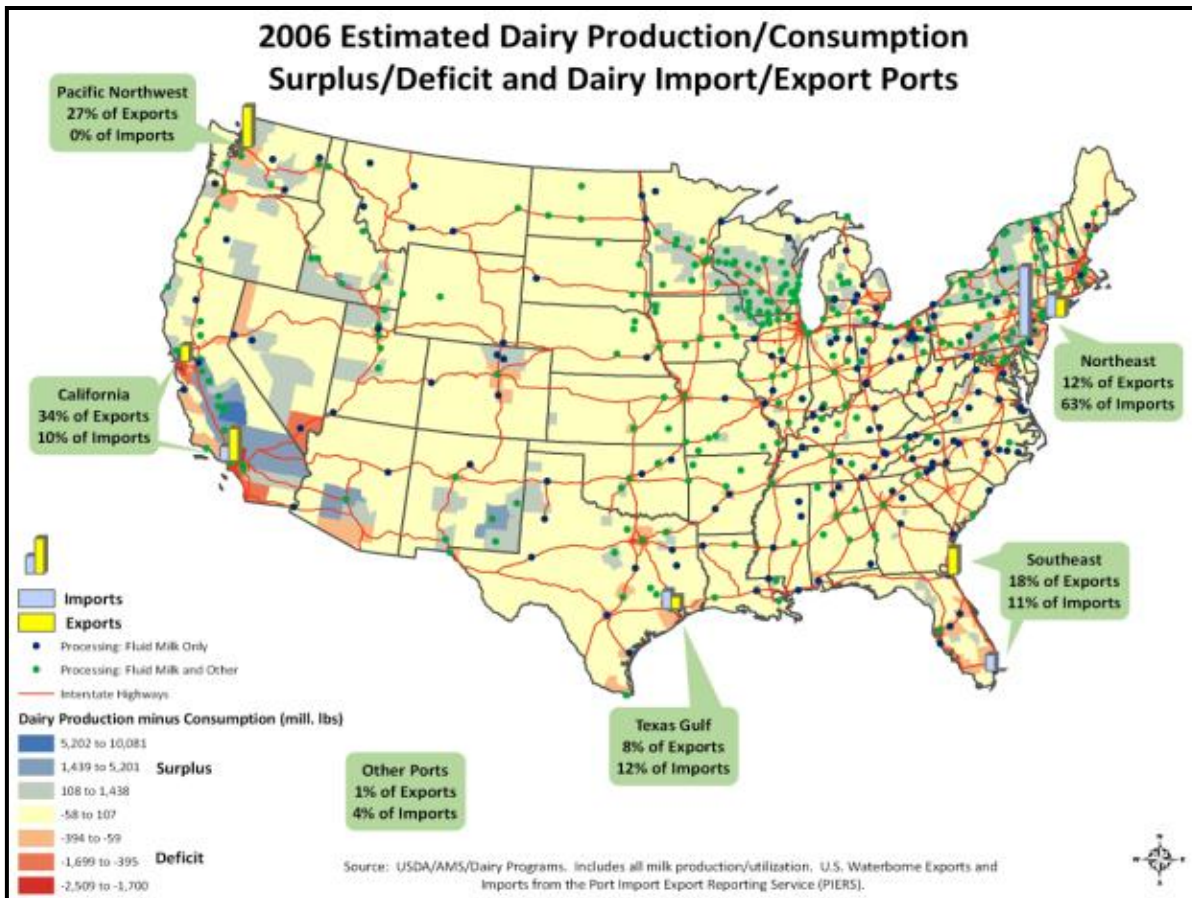 2006 Estimated Dairy Production/Consumption
Surplus/Deficit and Dairy Import/Export Ports
Pacific Northwest
27% of Exports
0% of Imports
California
34% of Exports
10% of Imports
Northeast
12% of Exports
63% of Imports
Southeast
18% of Exports
11% of Imports
Texas Gulf
8% of Exports
12% of Imports
Other Ports
1% of Exports
4% of Imports
Imports
Exports
Processing: Fluid Milk Only
Processing: Fluid Milk and Other
Interstate Highways
Dairy Production minus Consumption (mill. lbs)
5,202 to 10,081
1,439 to 5,201 Surplus
108 to 1,438
-58 to 107
-394 to -59
-1,699 to -395 Deficit
-2,509 to -1,700
Source: USDA/AMS/Dairy Programs. Includes all milk production/utilization. U.S. Waterborne Exports and
Imports from the Port Import Export Reporting Service (PIERS).